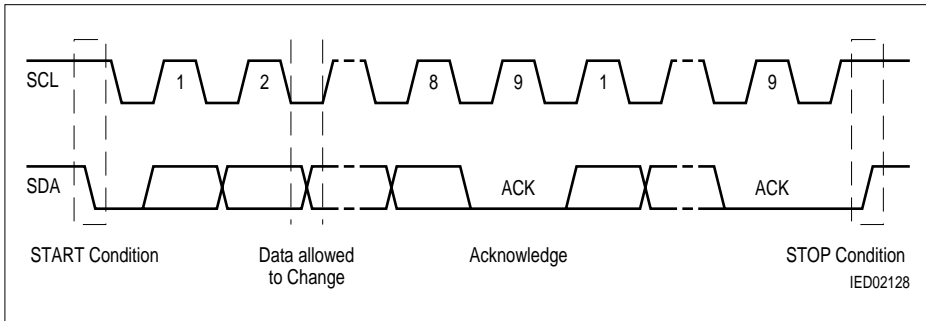 SCL
1 2 8 9 1 9
SDA
ACK ACK
START Condition
Data allowed
to Change
Acknowledge
STOP Condition
IED02128